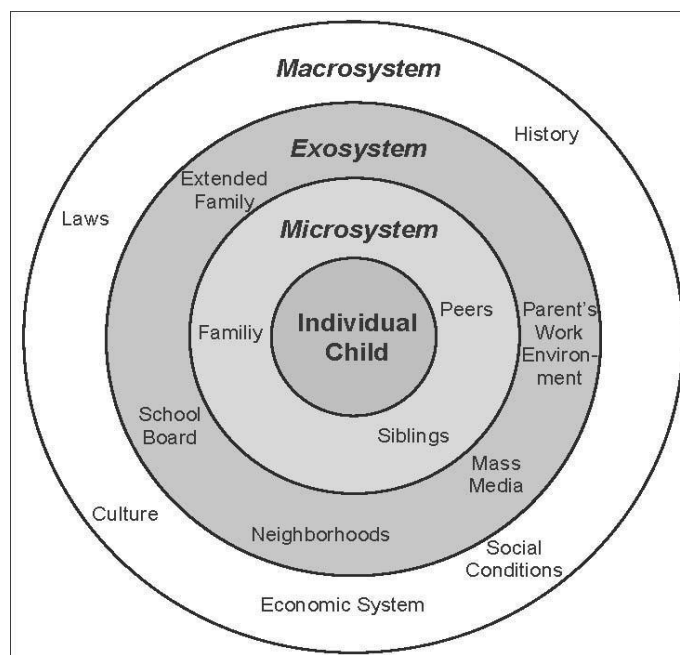 Macrosystem
History
Exosystem
Extended
Family
Laws
Microsystem
Individual
Child
Peers
Familiy
Parent's
Work
Environ-
ment
School
Board
Siblings
Mass
Media
Culture
Neighborhoods
Social
Conditions
Economic System